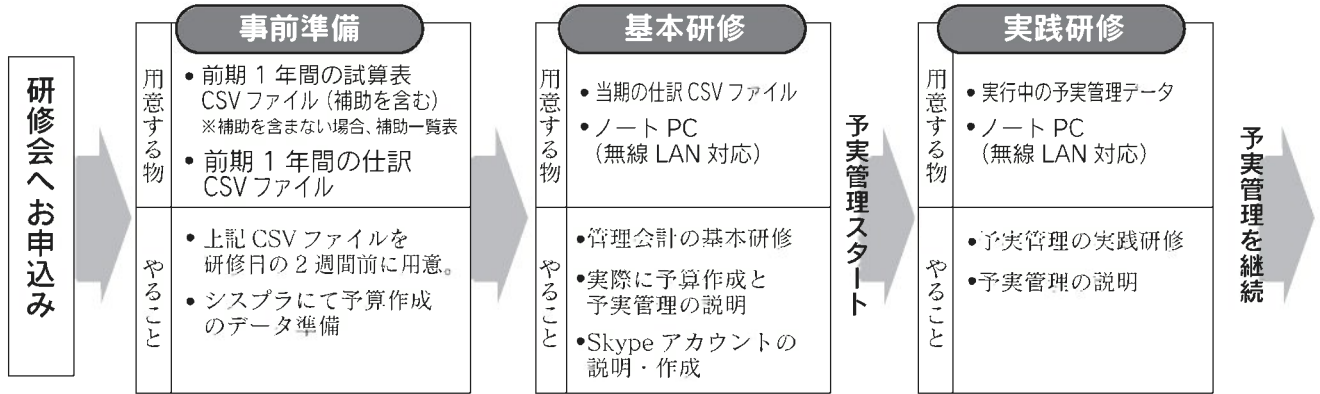 研修会へお申込み
事前準備
用意する物
• 前期 1 年間の試算表
CSV ファイル（補助を含む）
※補助を含まない場合、補助一覧表
• 前期 1 年間の仕訳
CSV ファイル
やること
• 上記 CSV ファイルを
研修日の 2 週間前に用意。
• シスプラにて予算作成
のデータ準備
基本研修
用意する物
• 当期の仕訳 CSV ファイル
• ノート PC
（無線 LAN 対応）
やること
•管理会計の基本研修
•実際に予算作成と
予実管理の説明
•Skype アカウントの
説明・作成
予実管理スタート
実践研修
用意する物
• 実行中の予実管理データ
• ノート PC
（無線 LAN 対応）
やること
•予実管理の実践研修
•予実管理の説明
予実管理を継続